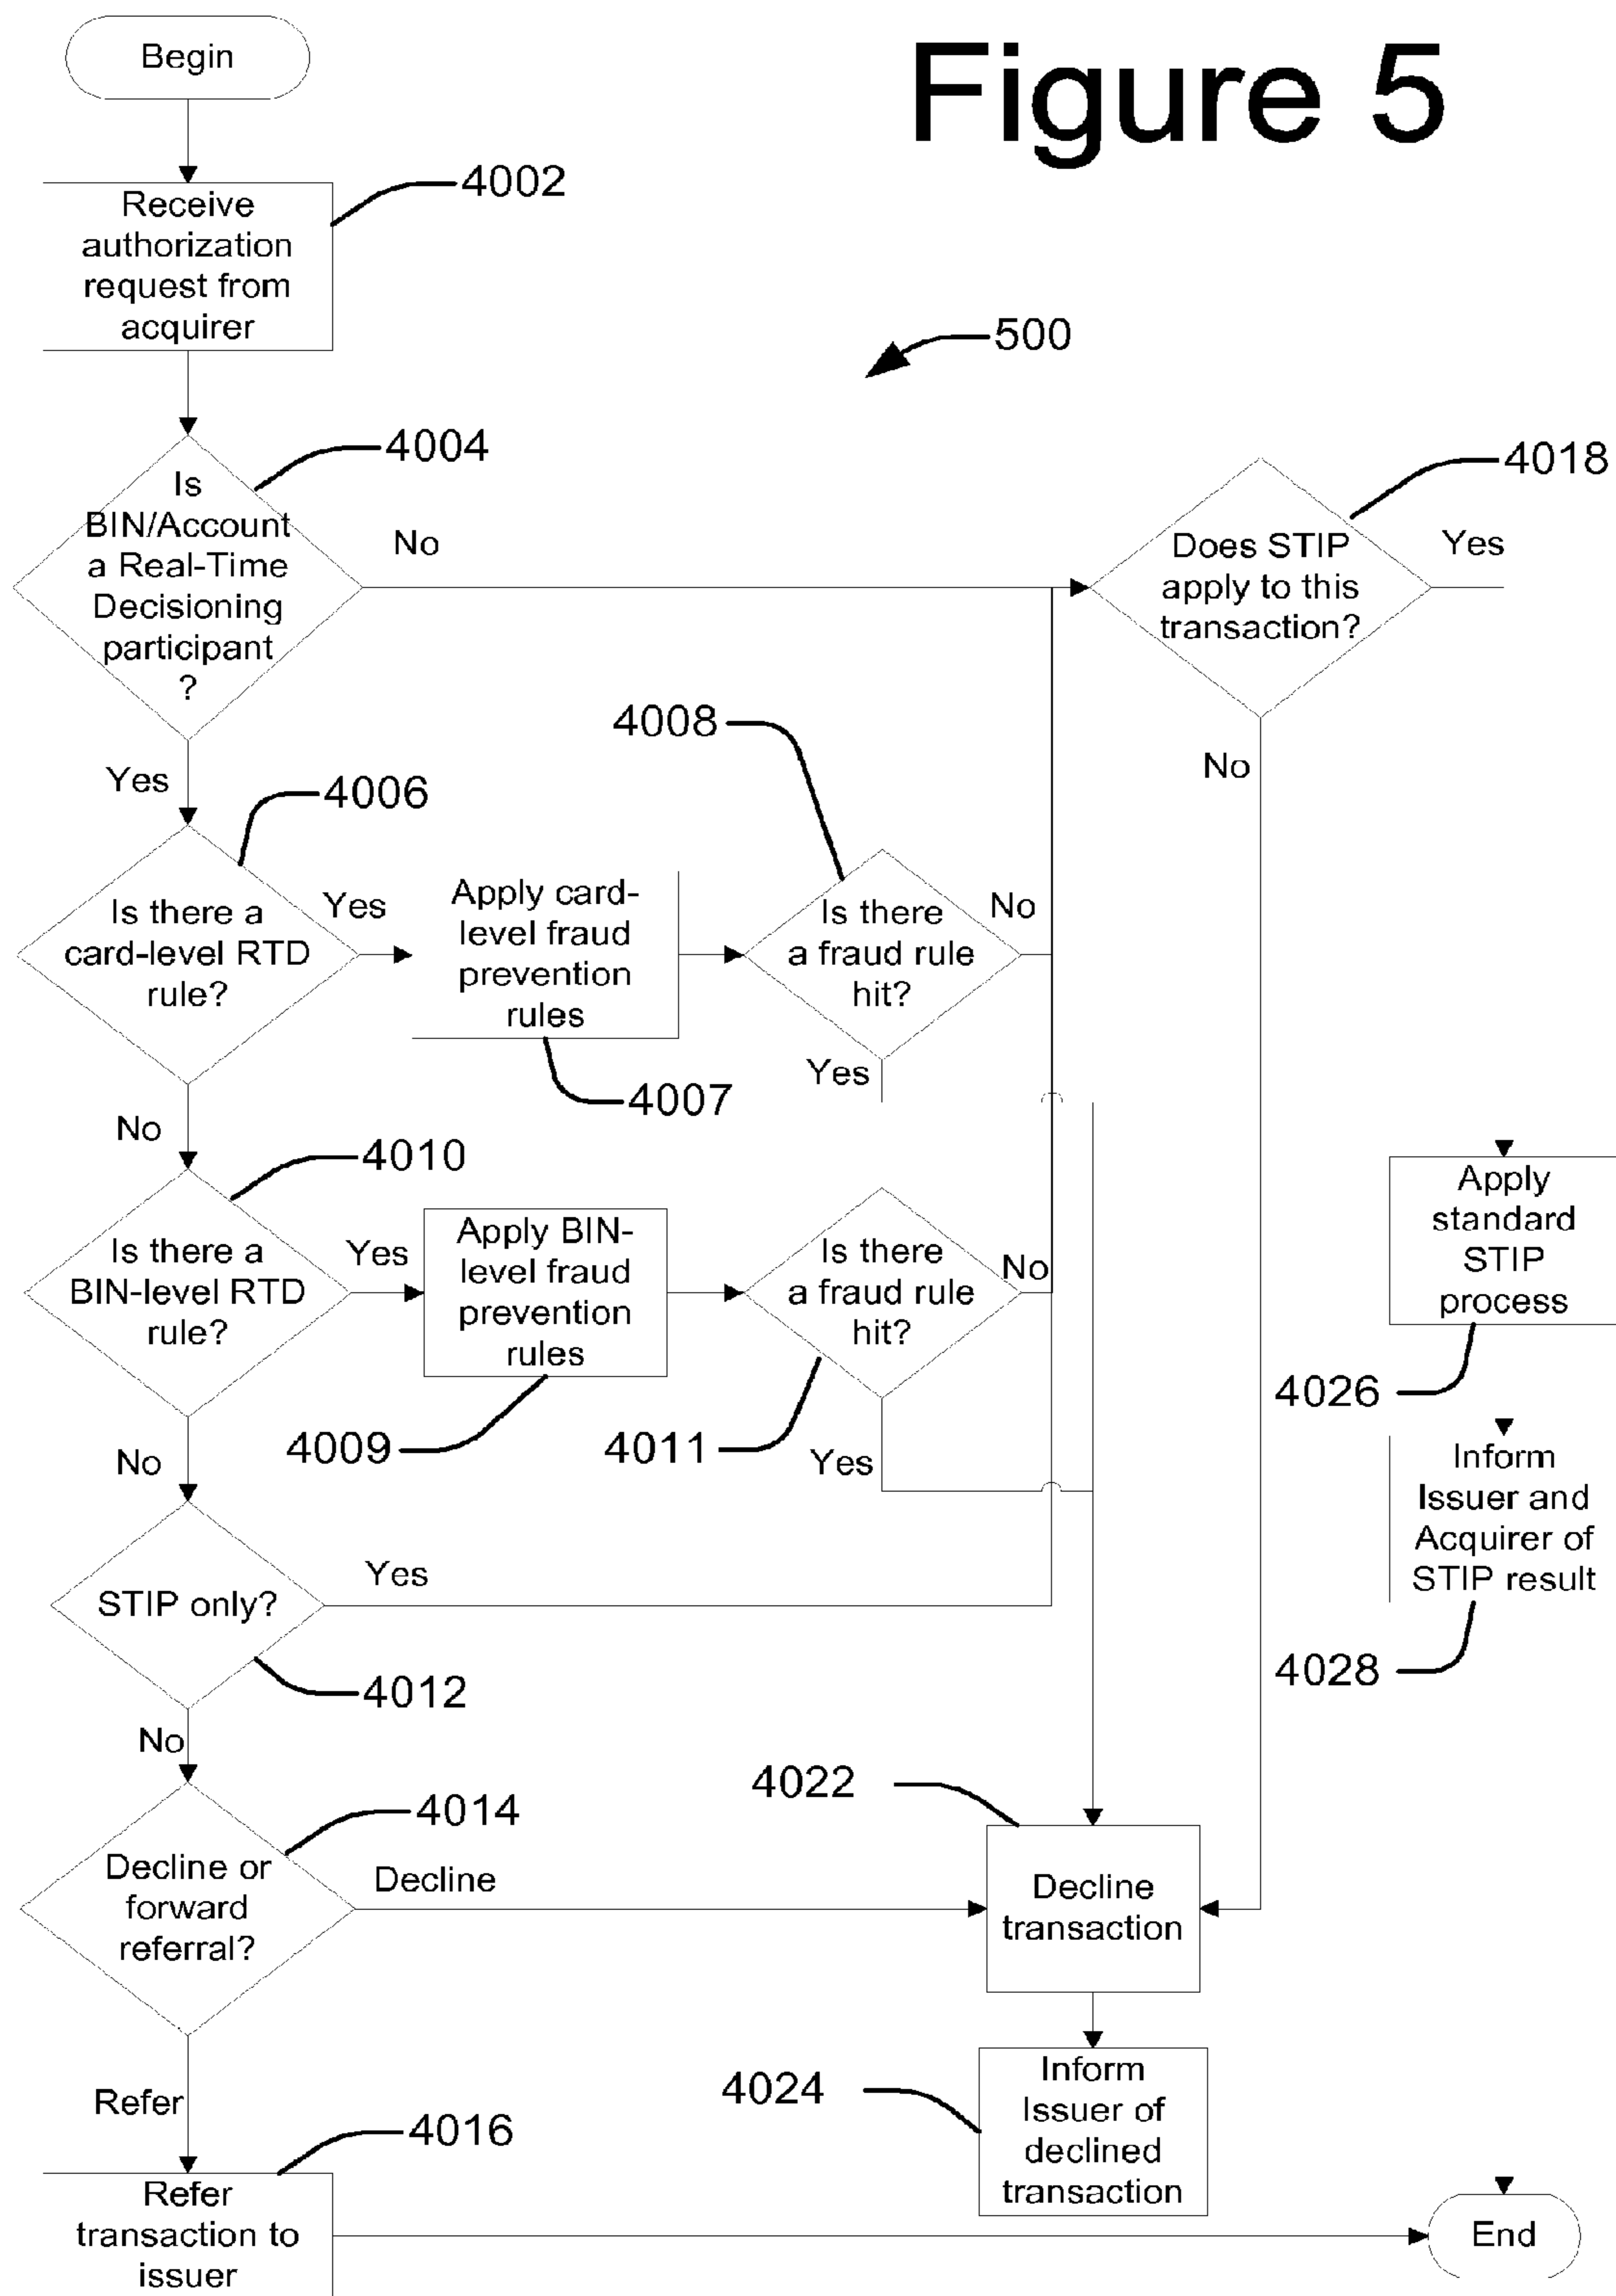 Figure 5
Begin
4002
Receive
authorization
request from
acquirer
500
4004
Is
BIN/Account
a Real-Time
Decisioning
participant
?
No
4018
Does STIP
apply to this
transaction?
Yes
No
Yes
4006
Is there a
card-level RTD
rule?
Yes
Apply card-
level fraud
prevention
rules
4007
4008
Is there
a fraud rule
hit?
No
Yes
No
4010
Is there a
BIN-level RTD
rule?
Yes
Apply BIN-
level fraud
prevention
rules
4009
Is there
a fraud rule
hit?
No
4011
Yes
Apply
standard
STIP
process
4026
Inform
Issuer and
Acquirer of
STIP result
4028
No
STIP only?
Yes
4012
No
4014
Decline or
forward
referral?
Decline
4022
Decline
transaction
4024
Inform
Issuer of
declined
transaction
Refer
4016
Refer
transaction to
issuer
End